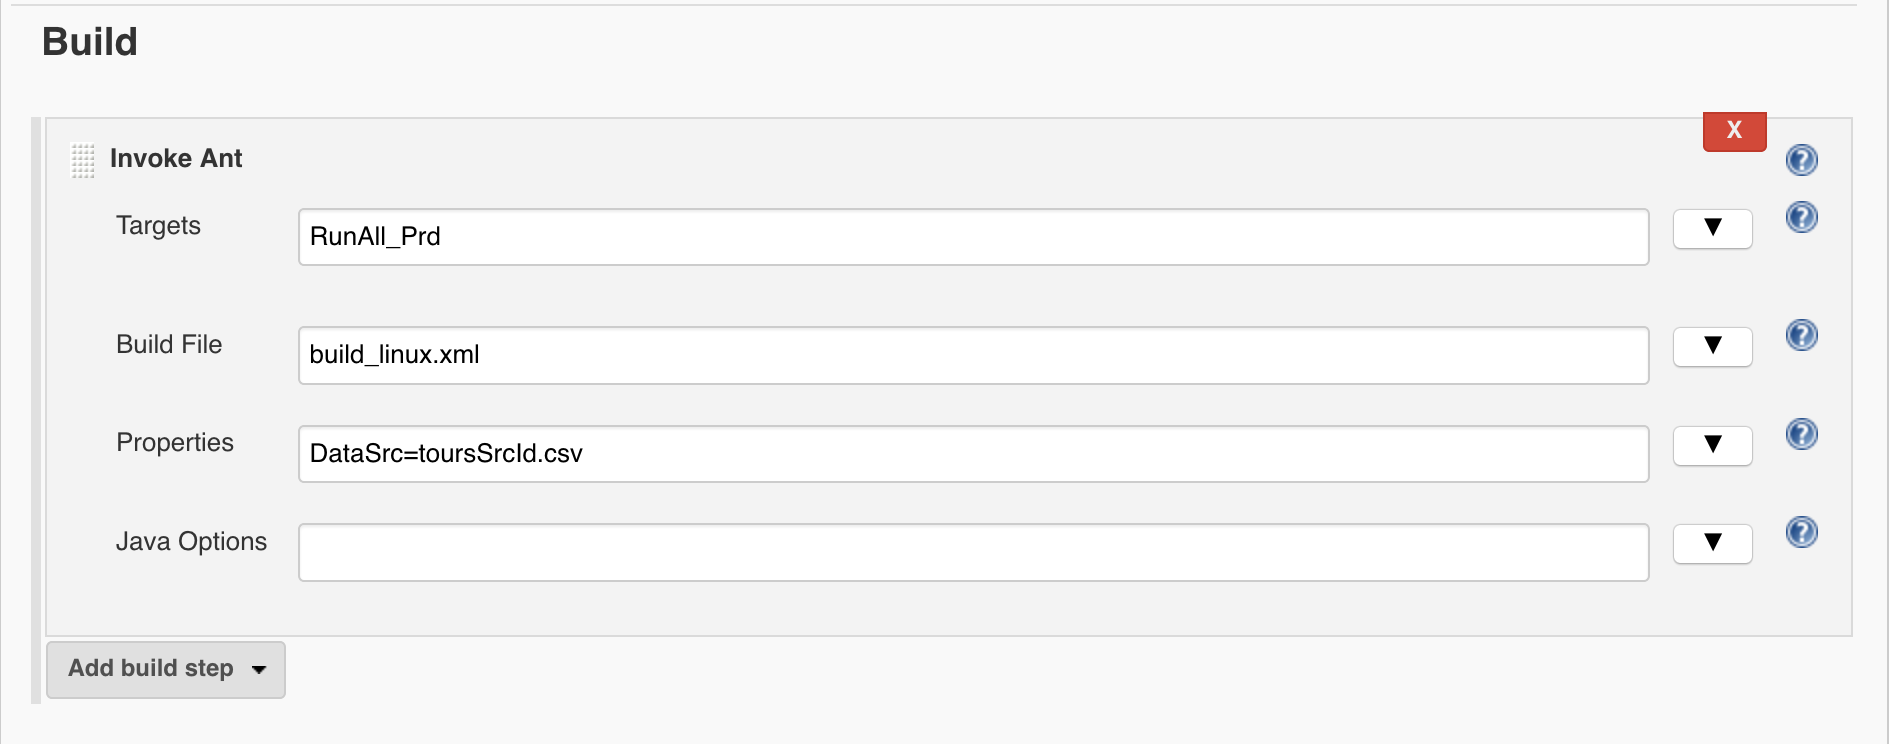 Build
X
Invoke Ant
Targets
RunAll_Prd
Build File
build_linux.xml
Properties
DataSrc=toursSrcId.csv
Java Options
Add build step